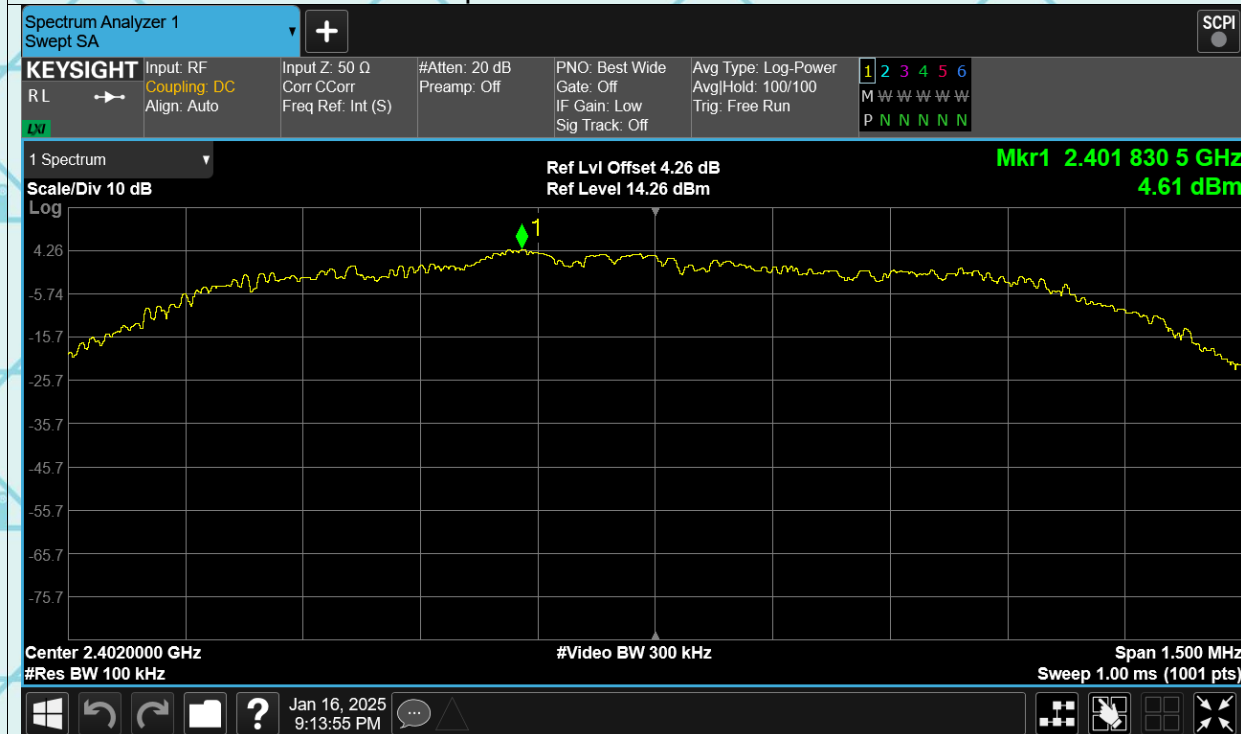 Spectrum Analyzer 1
Swept SA
+
SCPI
KEYSIGHT
RL
LXI
Input: RF
Coupling: DC
Align: Auto
Input Z: 50 Ω
Corr CCorr
Freq Ref: Int (S)
#Atten: 20 dB
Preamp: Off
PNO: Best Wide
Gate: Off
IF Gain: Low
Sig Track: Off
Avg Type: Log-Power
Avg|Hold: 100/100
Trig: Free Run
1 2 3 4 5 6
M W W W W W
P N N N N N
1 Spectrum
Scale/Div 10 dB
Ref Lvl Offset 4.26 dB
Ref Level 14.26 dBm
Mkr1 2.401 830 5 GHz
4.61 dBm
Log
1
4.26
-5.74
-15.7
-25.7
-35.7
-45.7
-55.7
-65.7
-75.7
Center 2.4020000 GHz
#Video BW 300 kHz
Span 1.500 MHz
#Res BW 100 kHz
Sweep 1.00 ms (1001 pts)
?
Jan 16, 2025
9:13:55 PM